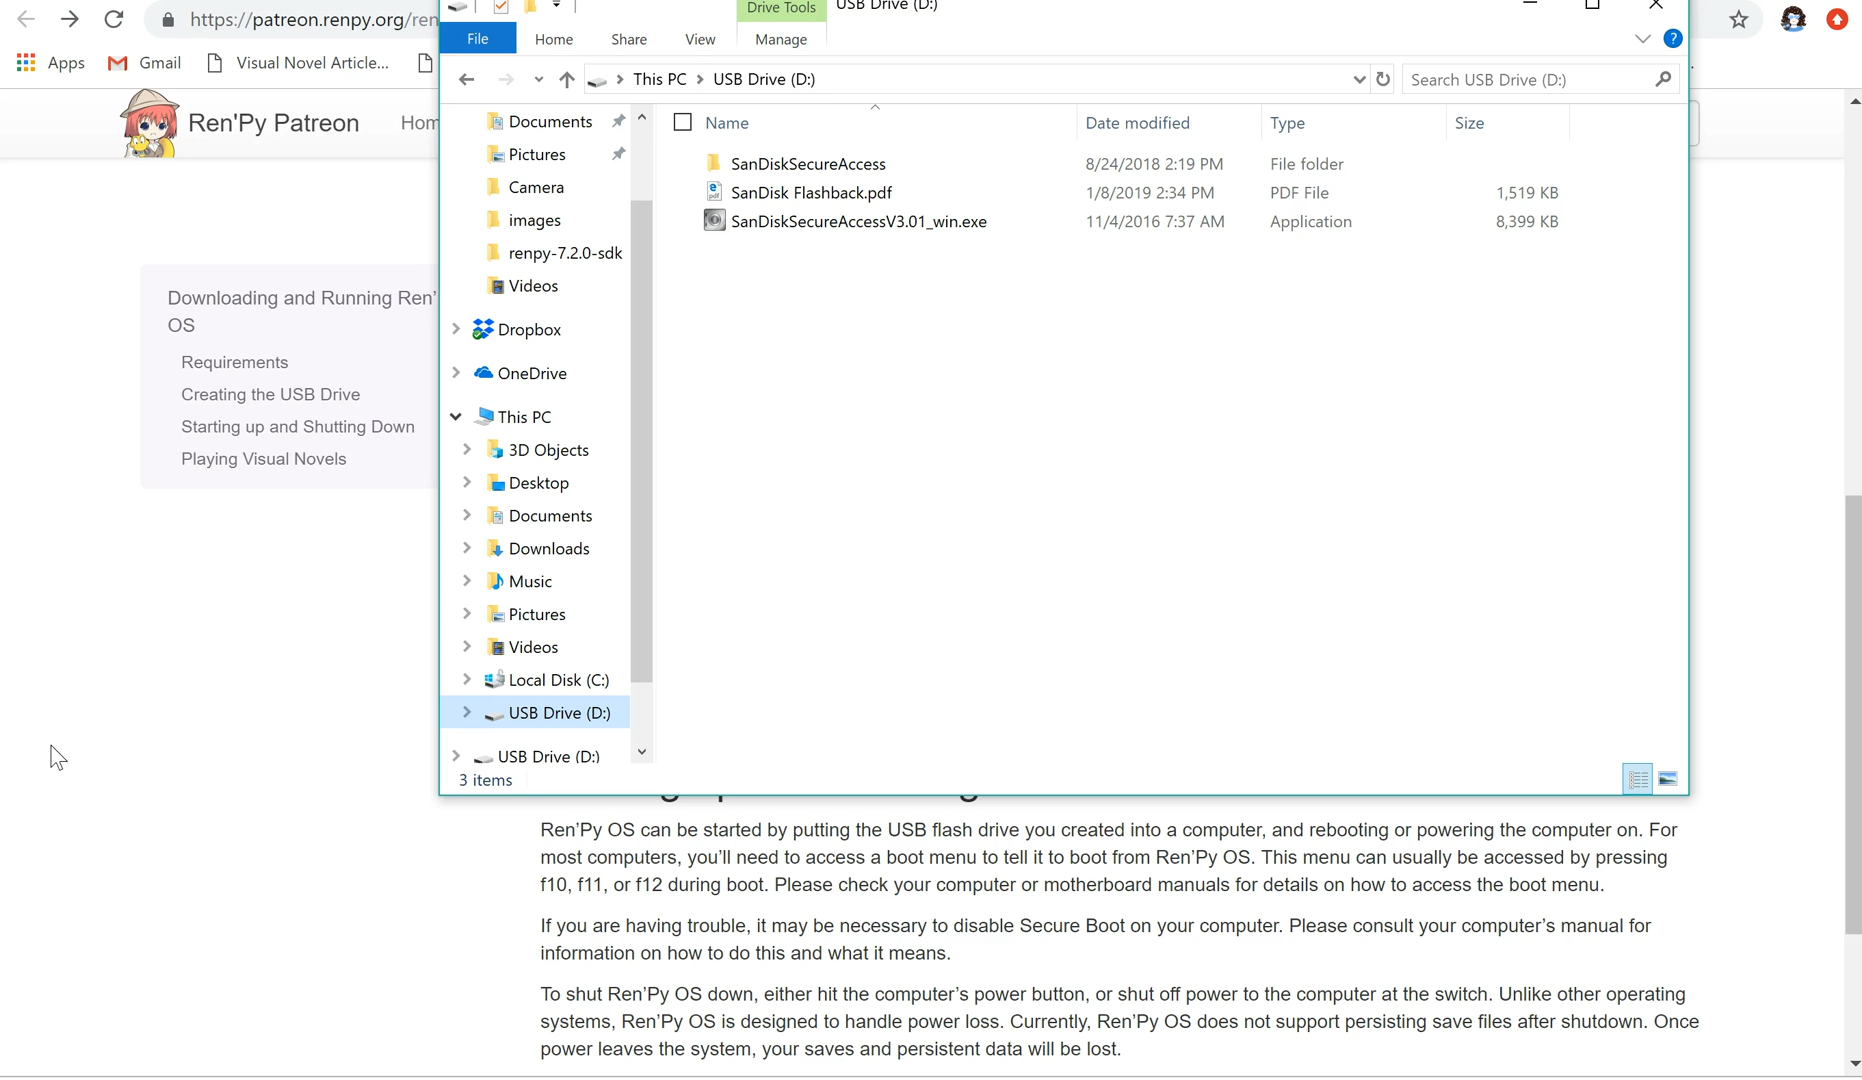 https://patreon.renpy.org/ren
Drive Tools
USB Drive (D:)
File
Home
Share
View
Manage
Apps
Gmail
Visual Novel Article...
This PC
USB Drive (D:)
Search USB Drive (D:)
Ren'Py Patreon
Hom
Documents
Pictures
Camera
images
renpy-7.2.0-sdk
Videos
Dropbox
OneDrive
This PC
3D Objects
Desktop
Documents
Downloads
Music
Pictures
Videos
Local Disk (C:)
USB Drive (D:)
USB Drive (D:)
3 items
Name Date modified Type Size
SanDiskSecureAccess 8/24/2018 2:19 PM File folder
SanDisk Flashback.pdf 1/8/2019 2:34 PM PDF File 1,519 KB
SanDiskSecureAccessV3.01_win.exe 11/4/2016 7:37 AM Application 8,399 KB
Downloading and Running Ren'
OS
Requirements
Creating the USB Drive
Starting up and Shutting Down
Playing Visual Novels
Ren'Py OS can be started by putting the USB flash drive you created into a computer, and rebooting or powering the computer on. For
most computers, you'll need to access a boot menu to tell it to boot from Ren'Py OS. This menu can usually be accessed by pressing
f10, f11, or f12 during boot. Please check your computer or motherboard manuals for details on how to access the boot menu.
If you are having trouble, it may be necessary to disable Secure Boot on your computer. Please consult your computer's manual for
information on how to do this and what it means.
To shut Ren'Py OS down, either hit the computer's power button, or shut off power to the computer at the switch. Unlike other operating
systems, Ren'Py OS is designed to handle power loss. Currently, Ren'Py OS does not support persisting save files after shutdown. Once
power leaves the system, your saves and persistent data will be lost.